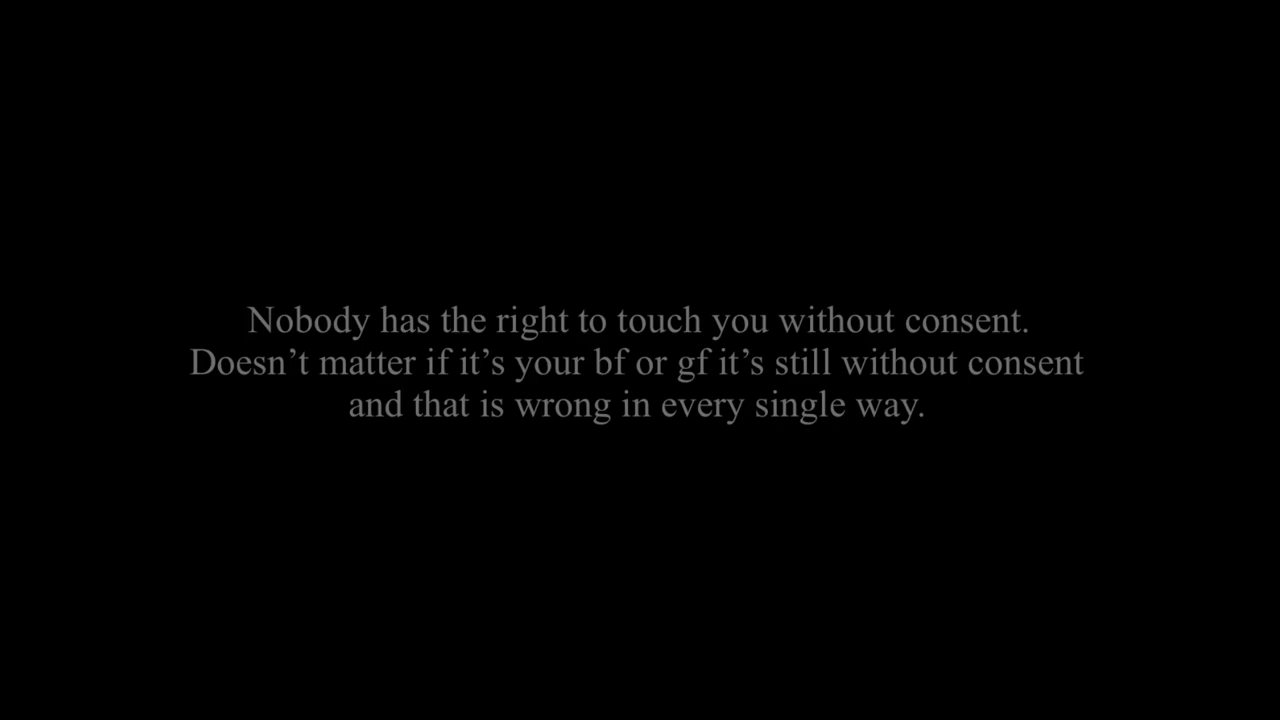 Nobody has the right to touch you without consent.
Doesn’t matter if it’s your bf or gf it’s still without consent
and that is wrong in every single way.